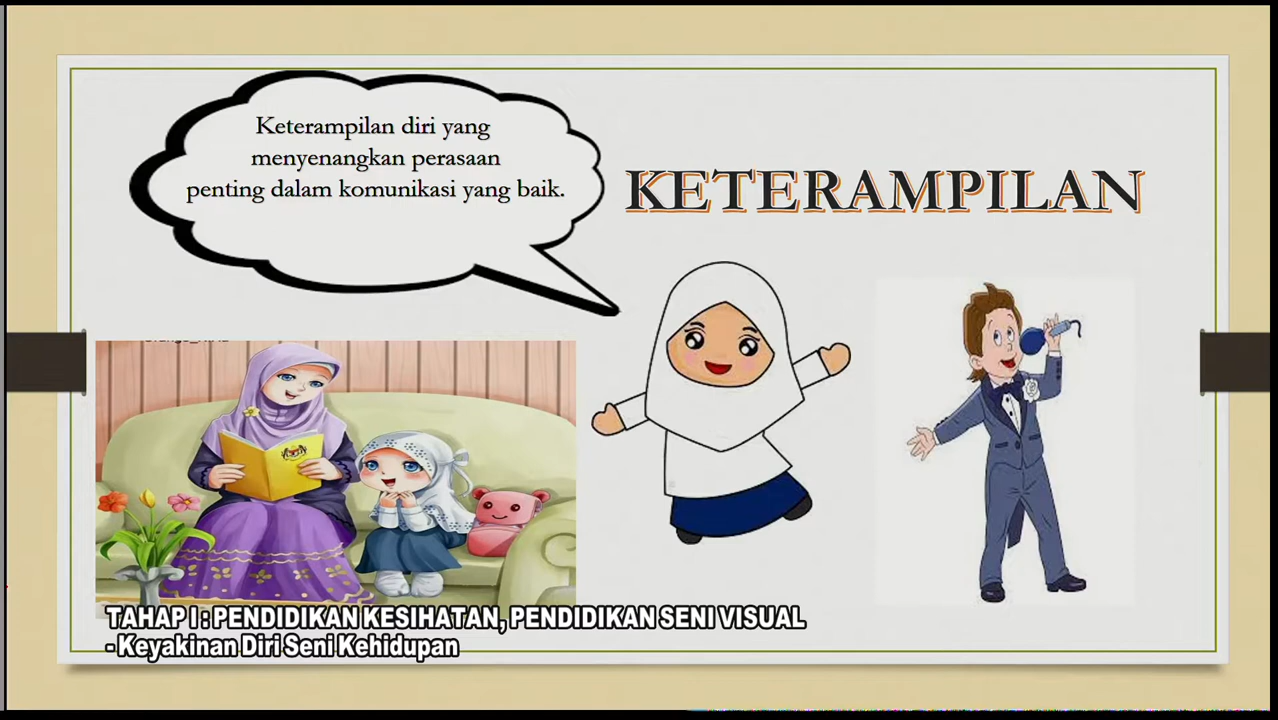 Keterampilan diri yang
menyenangkan perasaan
penting dalam komunikasi yang baik.
KETERAMPILAN
TAHAP I : PENDIDIKAN KESIHATAN, PENDIDIKAN SENI VISUAL
- Keyakinan Diri Seni Kehidupan